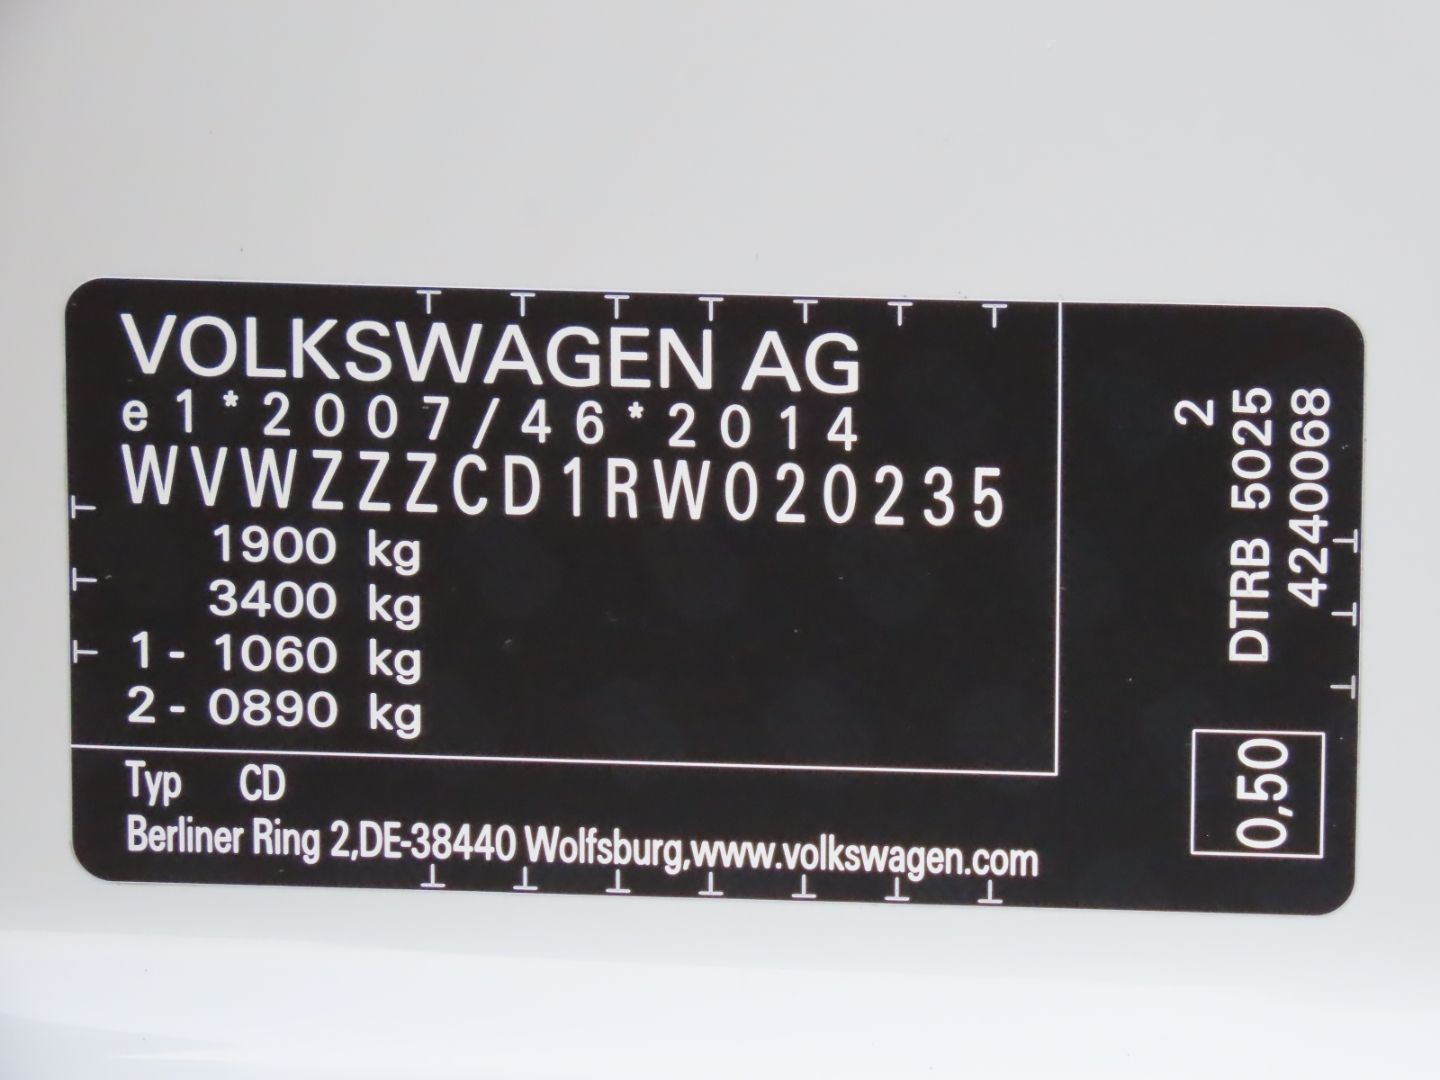 VOLKSWAGEN AG
e1*2007/46*2014
WVWZZZCD1RW020235
1900 kg
3400 kg
1- 1060 kg
2- 0890 kg
Typ CD
Berliner Ring 2,DE-38440 Wolfsburg,www.volkswagen.com
2
DTRB 5025
4240068
0,50